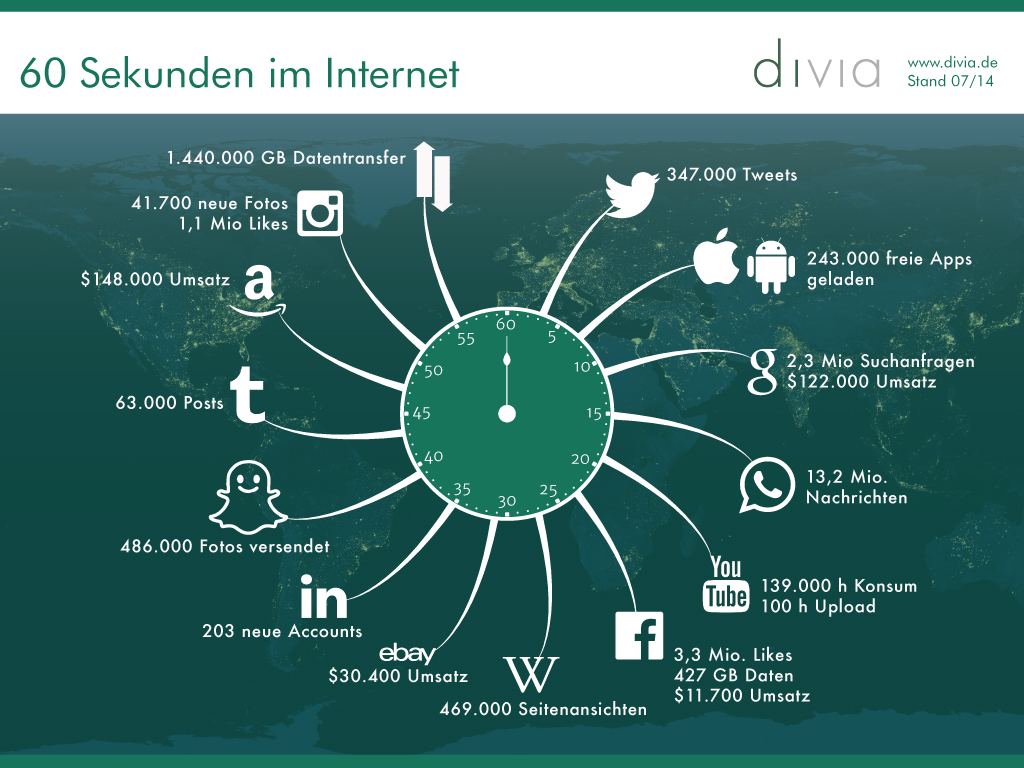 60 Sekunden im Internet
divia
www.divia.de
Stand 07/14
1.440.000 GB Datentransfer
347.000 Tweets
41.700 neue Fotos
1,1 Mio Likes
243.000 freie Apps
geladen
a
$148.000 Umsatz
g
2,3 Mio Suchanfragen
$122.000 Umsatz
t
63.000 Posts
13,2 Mio.
Nachrichten
486.000 Fotos versendet
You
Tube
139.000 h Konsum
100 h Upload
in
203 neue Accounts
f
3,3 Mio. Likes
427 GB Daten
$11.700 Umsatz
ebay
$30.400 Umsatz
W
469.000 Seitenansichten
60
5
10
15
20
25
30
35
40
45
50
55